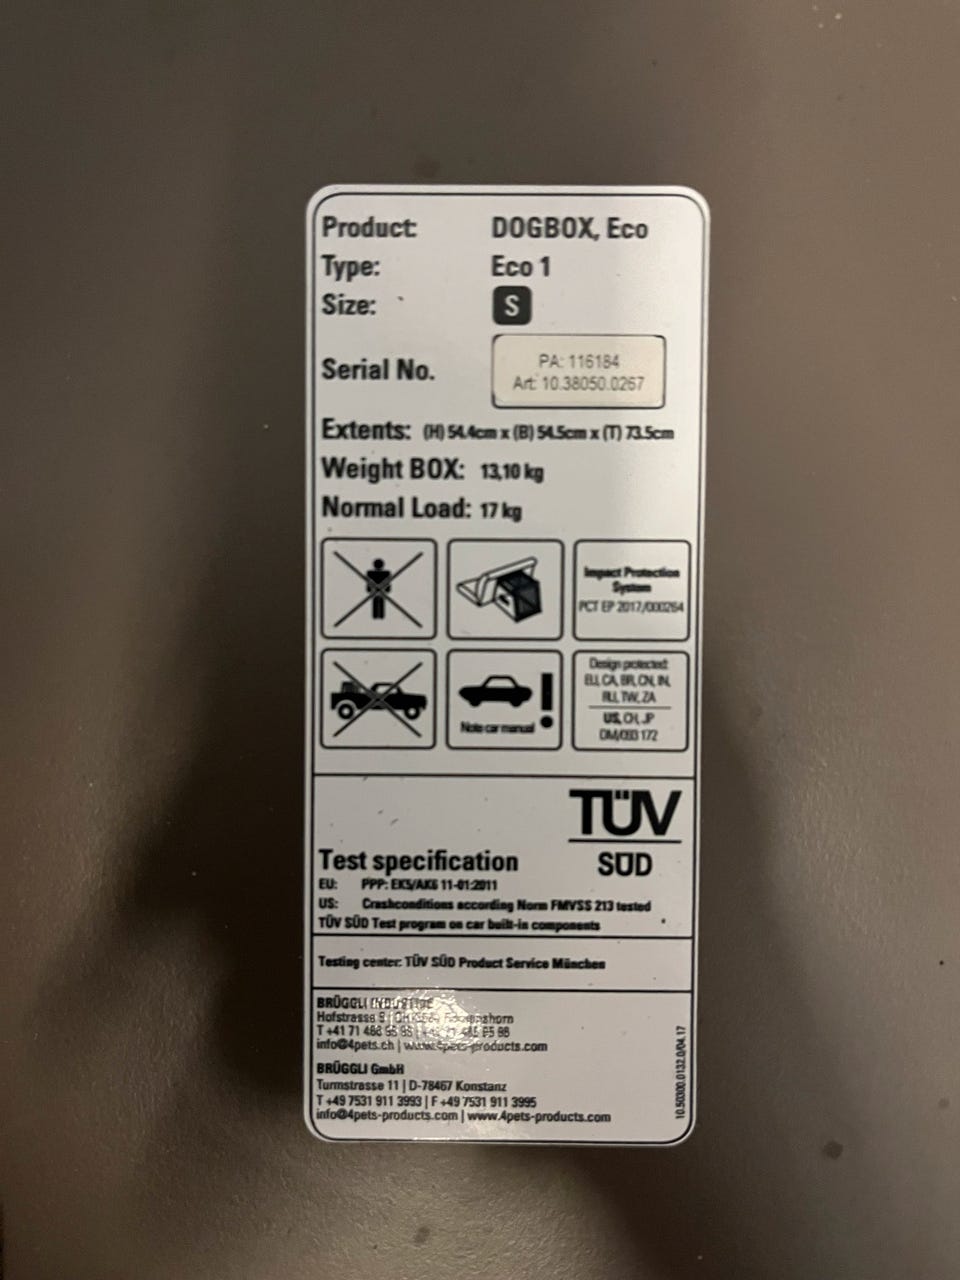 Product: DOGBOX, Eco
Type: Eco 1
Size: S
Serial No.
PA: 116184
Art: 10.38050.0267
Extents: (H) 54.4cm x (B) 54.5cm x (T) 73.5cm
Weight BOX: 13,10 kg
Normal Load: 17 kg
Impact Protection
System
PCT EP 2017/000264
Note car manual
Design protected:
EU, CA, BR, CN, IN,
RU, TW, ZA
US, CH, JP
DM/093 172
TÜV
SÜD
Test specification
EU: PPP: EK5/AK6 11-01:2011
US: Crashconditions according Norm FMVSS 213 tested
TÜV SÜD Test program on car built-in components
Testing center: TÜV SÜD Product Service München
BRÜGGLI
Hofstrasse
T +41 71
info@4pets.ch | www.4pets-products.com
BRÜGGLI GmbH
Turmstrasse 11 | D-78467 Konstanz
T +49 7531 911 3993 | F +49 7531 911 3995
info@4pets-products.com | www.4pets-products.com
10.50300.0132.0/04.17